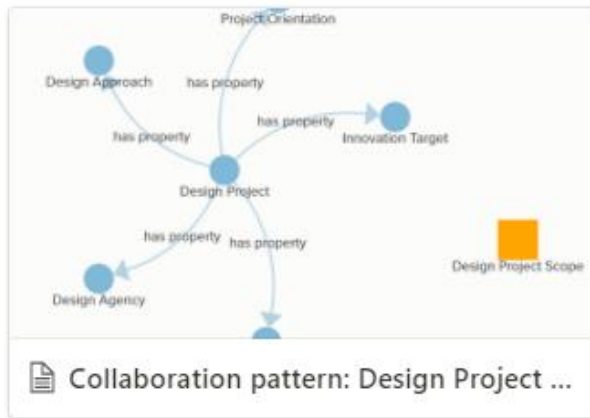 Project Orientation
Design Approach
has property
has property
has property
Innovation Target
Design Project
has property
has property
Design Project Scope
Design Agency
Collaboration pattern: Design Project ...